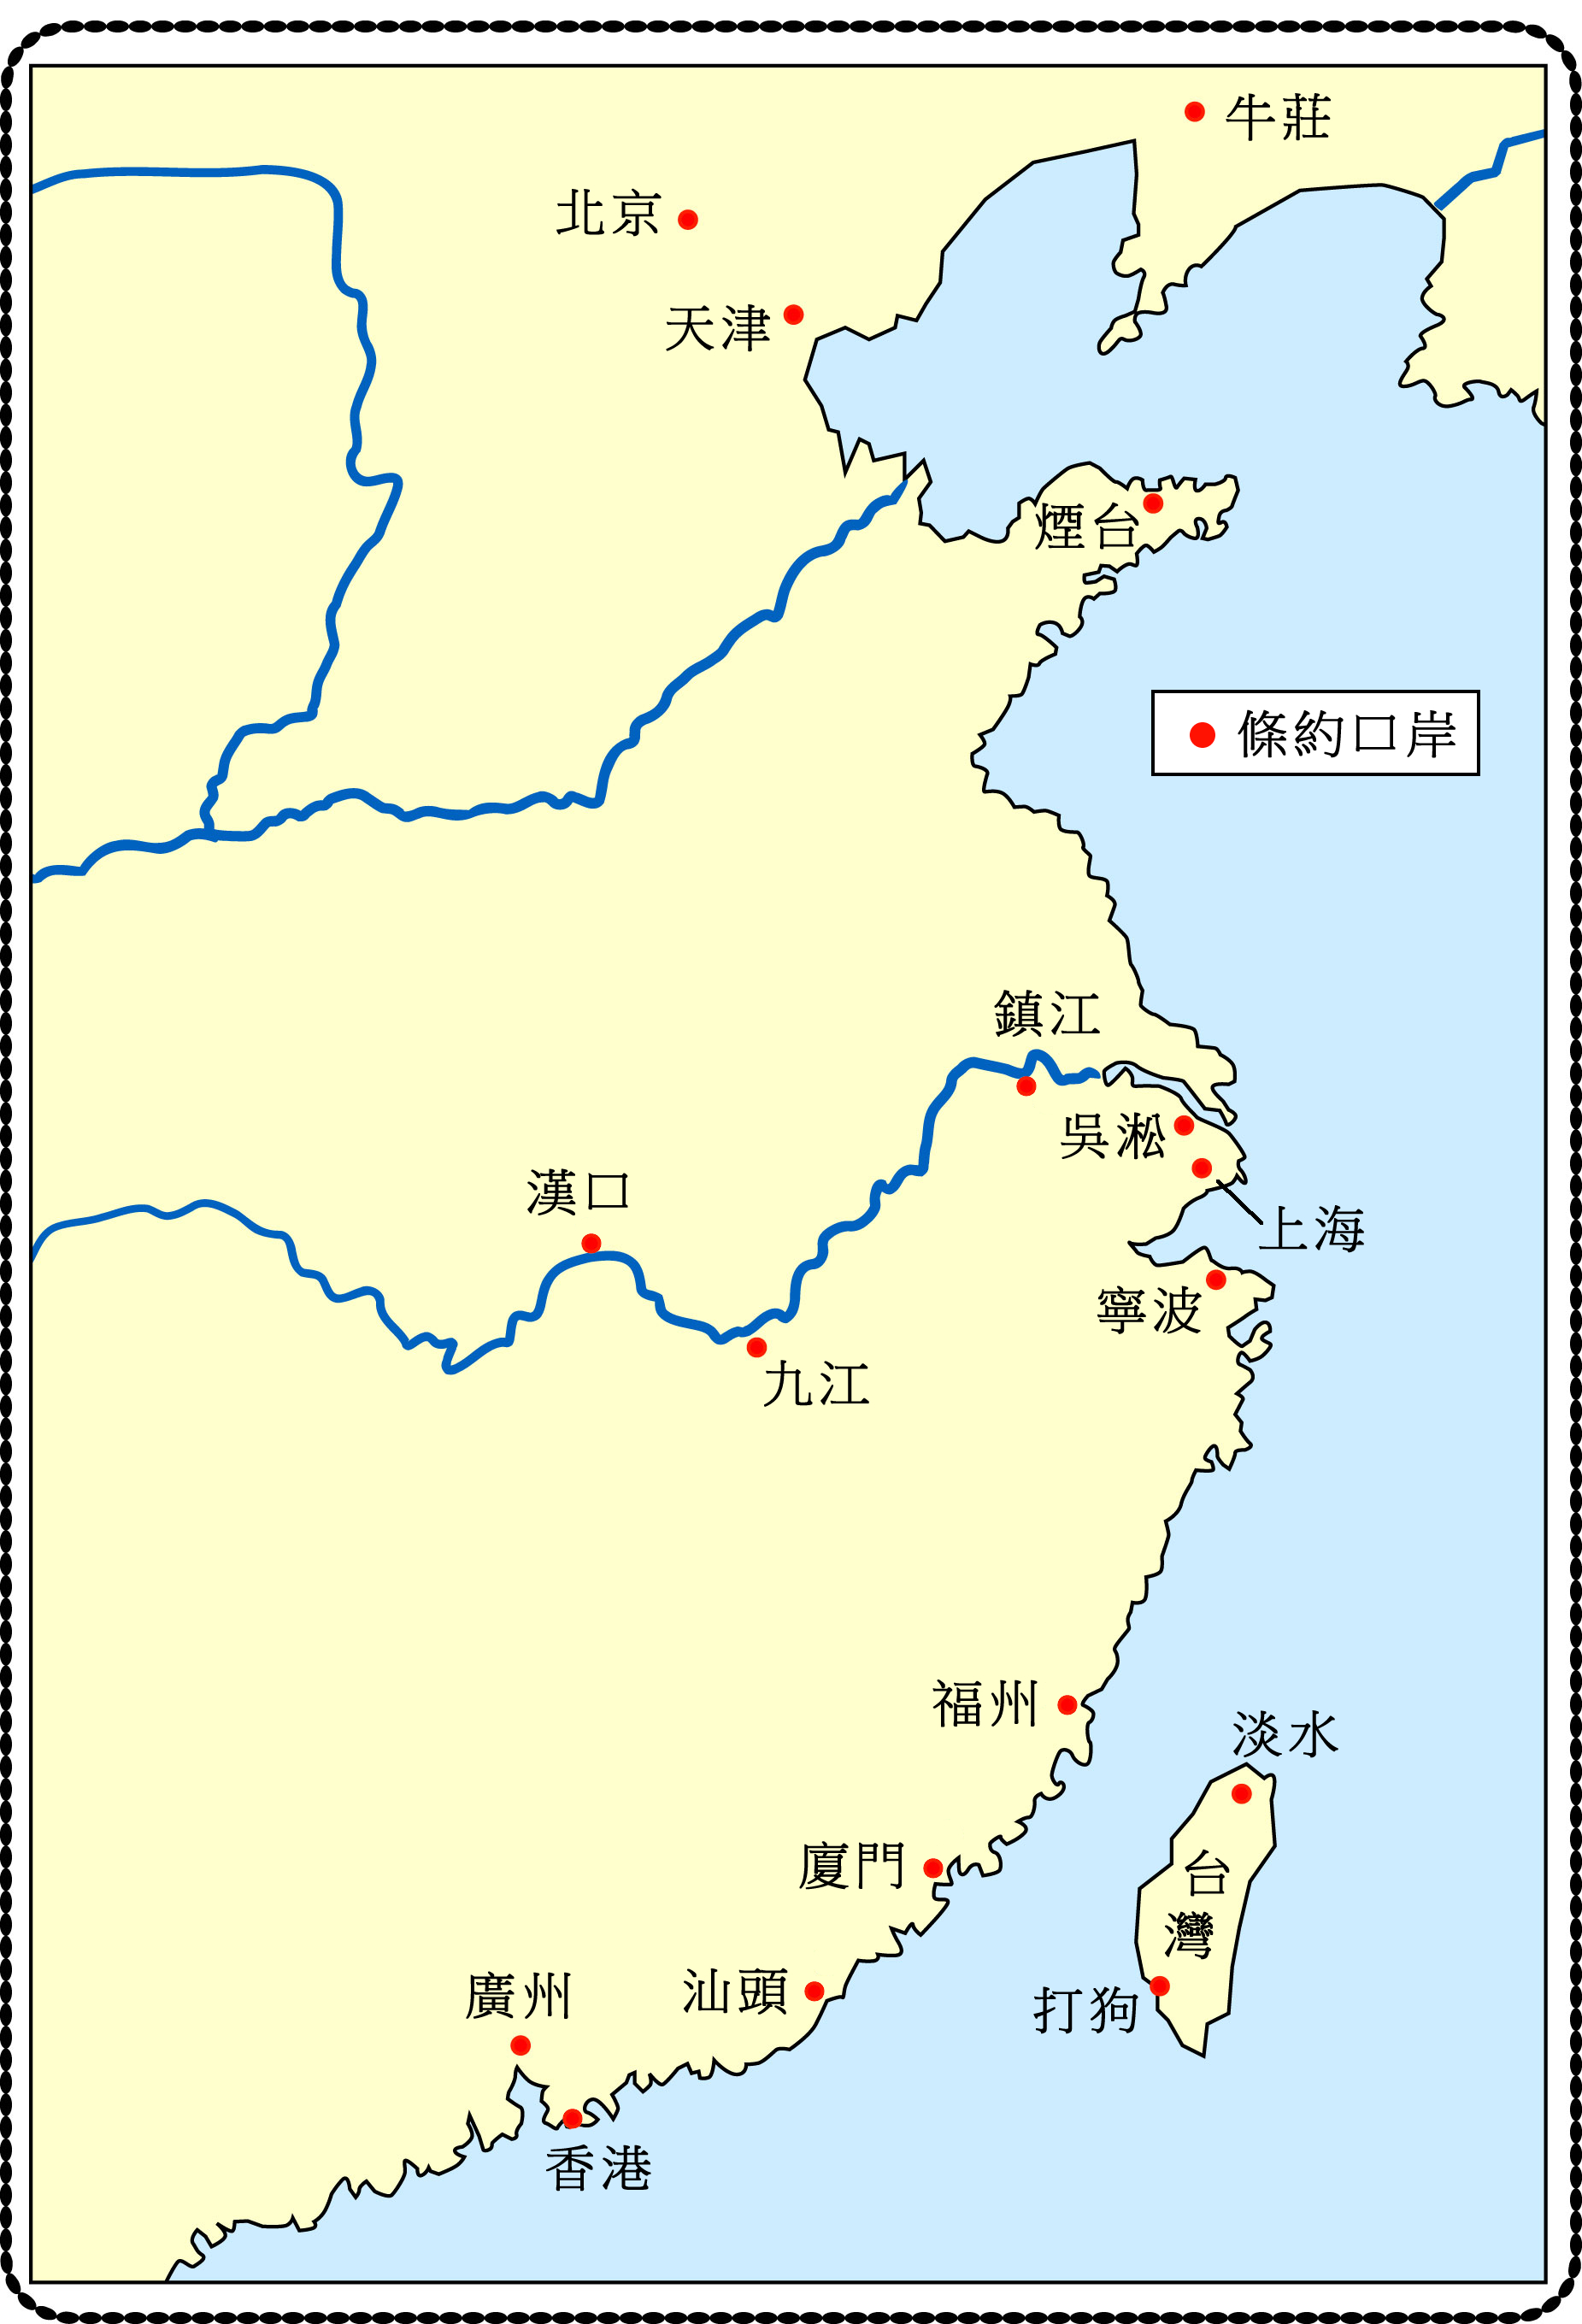 牛莊
北京
天津
煙台
條約口岸
鎮江
吳淞
漢口
上海
寧波
九江
福州
淡水
廈門
台
灣
廣州
汕頭
打狗
香港